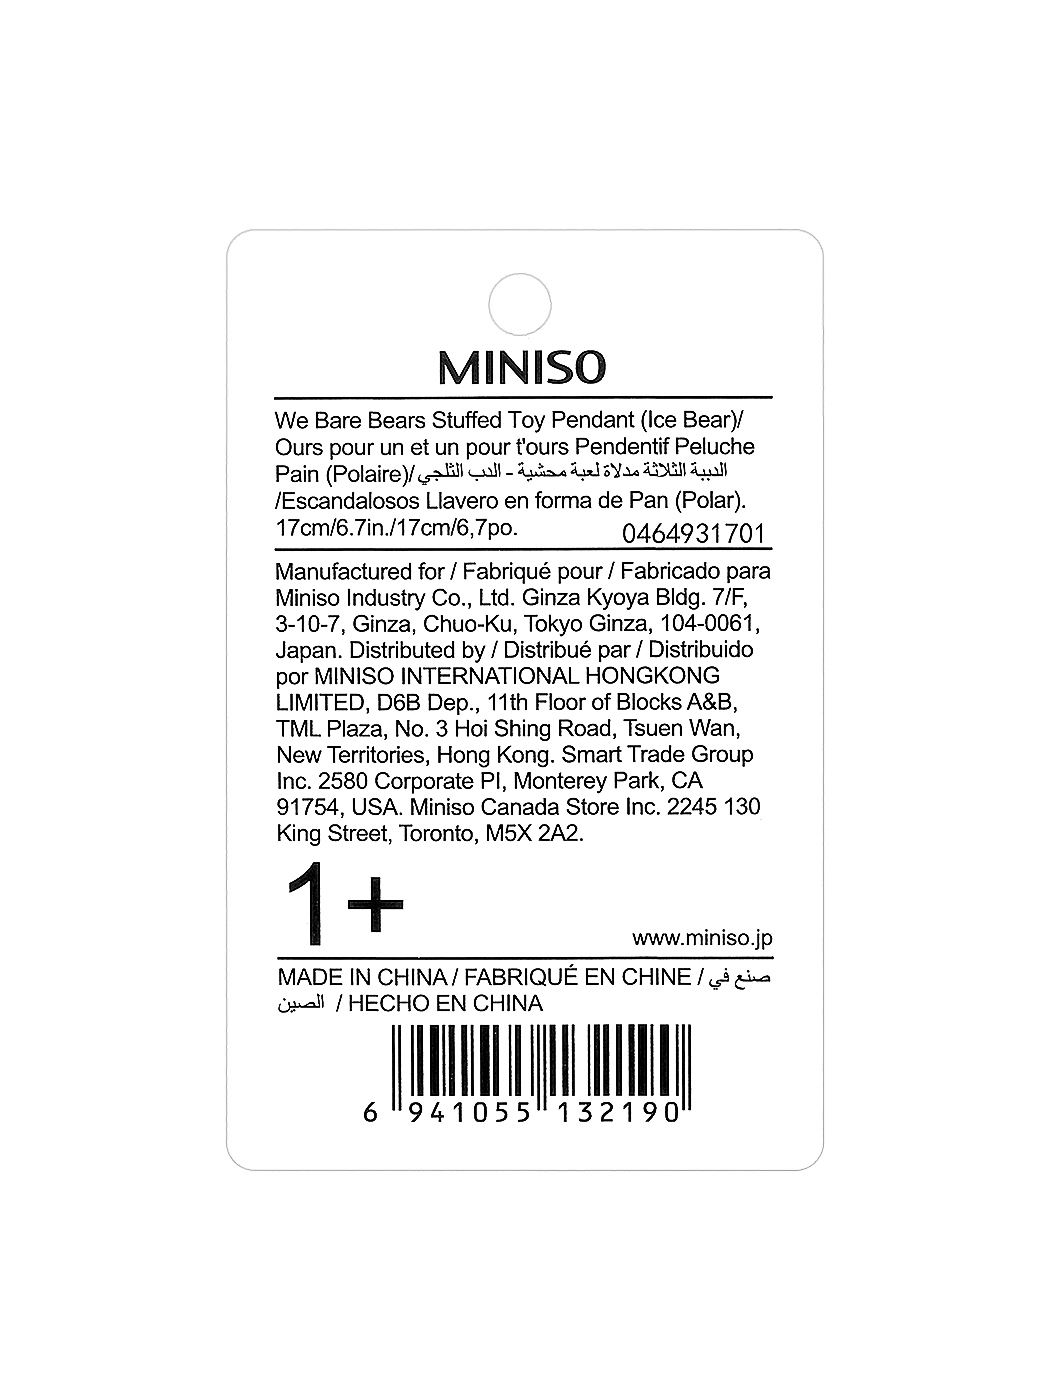 MINISO
We Bare Bears Stuffed Toy Pendant (Ice Bear)/
Ours pour un et un pour t'ours Pendentif Peluche
Pain (Polaire)/الدببة الثلاثة مدلاة لعبة محشية - الدب الثلجي
/Escandalosos Llavero en forma de Pan (Polar).
17cm/6.7in./17cm/6,7po. 0464931701
Manufactured for / Fabriqué pour / Fabricado para
Miniso Industry Co., Ltd. Ginza Kyoya Bldg. 7/F,
3-10-7, Ginza, Chuo-Ku, Tokyo Ginza, 104-0061,
Japan. Distributed by / Distribué par / Distribuido
por MINISO INTERNATIONAL HONGKONG
LIMITED, D6B Dep., 11th Floor of Blocks A&B,
TML Plaza, No. 3 Hoi Shing Road, Tsuen Wan,
New Territories, Hong Kong. Smart Trade Group
Inc. 2580 Corporate Pl, Monterey Park, CA
91754, USA. Miniso Canada Store Inc. 2245 130
King Street, Toronto, M5X 2A2.
1+
www.miniso.jp
MADE IN CHINA / FABRIQUÉ EN CHINE / صنع في
الصين / HECHO EN CHINA
6 941055 132190